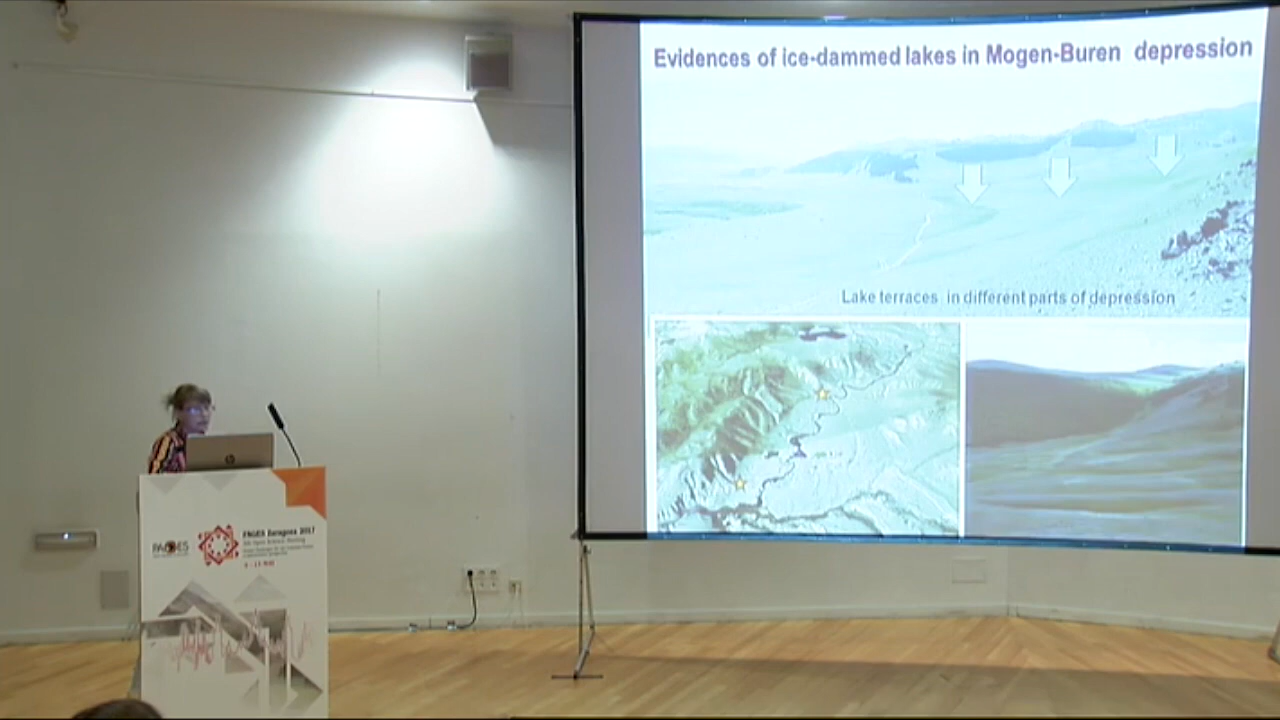 Evidences of ice-dammed lakes in Mogen-Buren depression
Lake terraces in different parts of depression
PAGES
PAGES Zaragoza 2017
hp